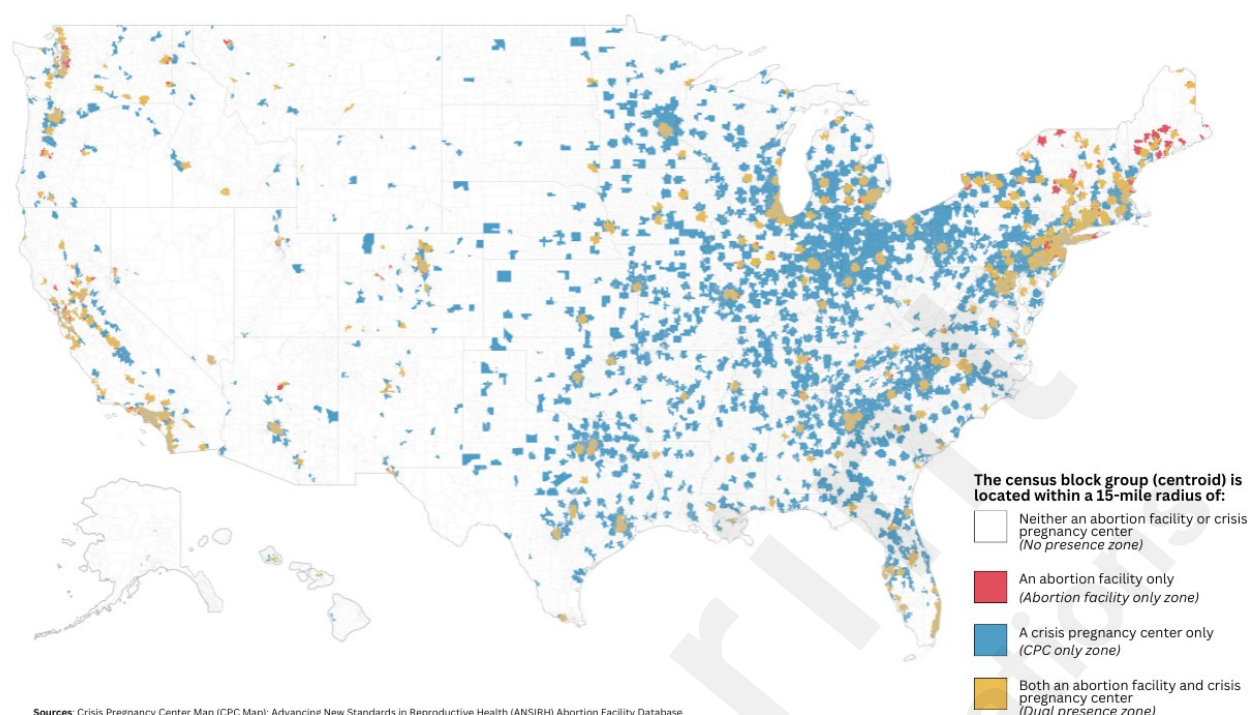 The census block group (centroid) is
located within a 15-mile radius of:
Neither an abortion facility or crisis
pregnancy center
(No presence zone)
An abortion facility only
(Abortion facility only zone)
A crisis pregnancy center only
(CPC only zone)
Both an abortion facility and crisis
pregnancy center
(Dual presence zone)
Sources: Crisis Pregnancy Center Map (CPC Map); Advancing New Standards in Reproductive Health (ANSIRH) Abortion Facility Database